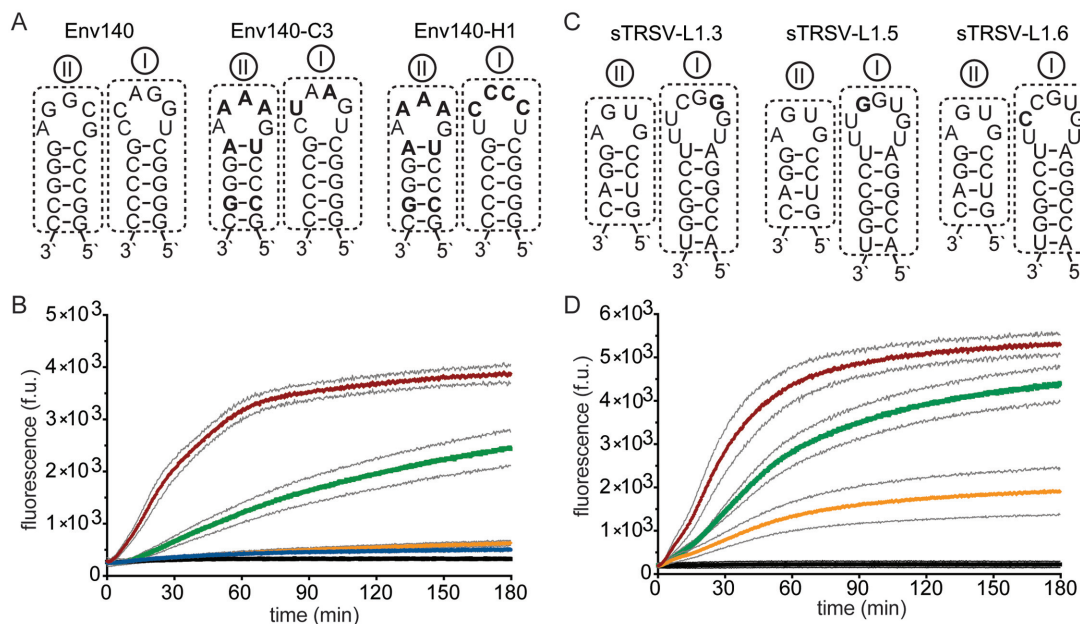 A
Env140 Env140-C3 Env140-H1
II I II I II I
G G C
A G
G C
G C
G C
G C
C G
3` 5`
C A G G
C U
C G
C G
C G
C G
3` 5`
A A A
A G
A U
G C
G C
G C
C G
3` 5`
U A A G
C U
C G
C G
C G
C G
3` 5`
A A A
A G
A U
G C
G C
G C
C G
3` 5`
C C C C
U U
C G
C G
C G
C G
3` 5`
B
fluorescence (f.u.)
5×10³
4×10³
3×10³
2×10³
1×10³
0
0 30 60 90 120 150 180
time (min)
C
sTRSV-L1.3 sTRSV-L1.5 sTRSV-L1.6
II I II I II I
G U
A G
G C
G C
A U
C G
3` 5`
C G G
U G
U U
U A
C G
C G
G C
G C
U A
3` 5`
G U
A G
G C
G C
A U
C G
3` 5`
G G U
U G
U A
C G
C G
G C
G C
U A
3` 5`
G U
A G
G C
G C
A U
C G
3` 5`
C C G U
U G
U A
C G
C G
G C
G C
U A
3` 5`
D
fluorescence (f.u.)
6×10³
5×10³
4×10³
3×10³
2×10³
1×10³
0
0 30 60 90 120 150 180
time (min)